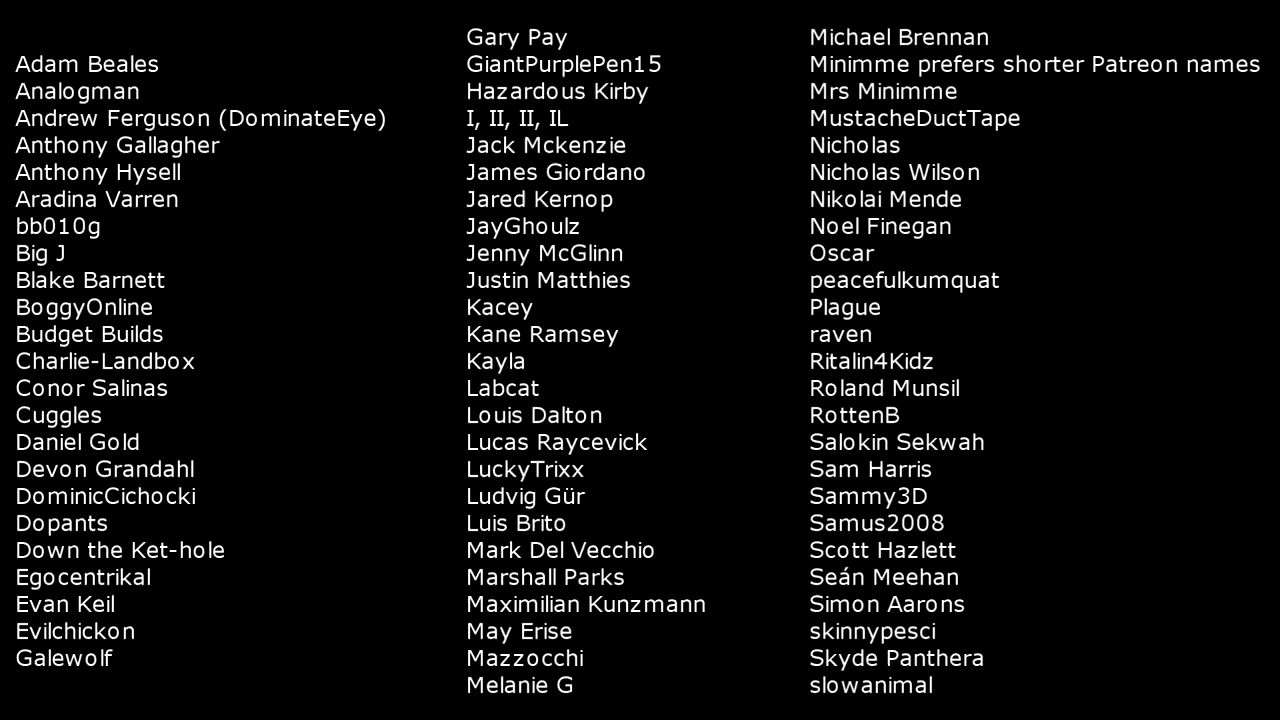 Adam Beales
Analogman
Andrew Ferguson (DominateEye)
Anthony Gallagher
Anthony Hysell
Aradina Varren
bb010g
Big J
Blake Barnett
BoggyOnline
Budget Builds
Charlie-Landbox
Conor Salinas
Cuggles
Daniel Gold
Devon Grandahl
DominicCichocki
Dopants
Down the Ket-hole
Egocentrikal
Evan Keil
Evilchickon
Galewolf
Gary Pay
GiantPurplePen15
Hazardous Kirby
I, II, II, IL
Jack Mckenzie
James Giordano
Jared Kernop
JayGhoulz
Jenny McGlinn
Justin Matthies
Kacey
Kane Ramsey
Kayla
Labcat
Louis Dalton
Lucas Raycevick
LuckyTrixx
Ludvig Gür
Luis Brito
Mark Del Vecchio
Marshall Parks
Maximilian Kunzmann
May Erise
Mazzocchi
Melanie G
Michael Brennan
Minimme prefers shorter Patreon names
Mrs Minimme
MustacheDuctTape
Nicholas
Nicholas Wilson
Nikolai Mende
Noel Finegan
Oscar
peacefulkumquat
Plague
raven
Ritalin4Kidz
Roland Munsil
RottenB
Salokin Sekwah
Sam Harris
Sammy3D
Samus2008
Scott Hazlett
Seán Meehan
Simon Aarons
skinnypesci
Skyde Panthera
slowanimal